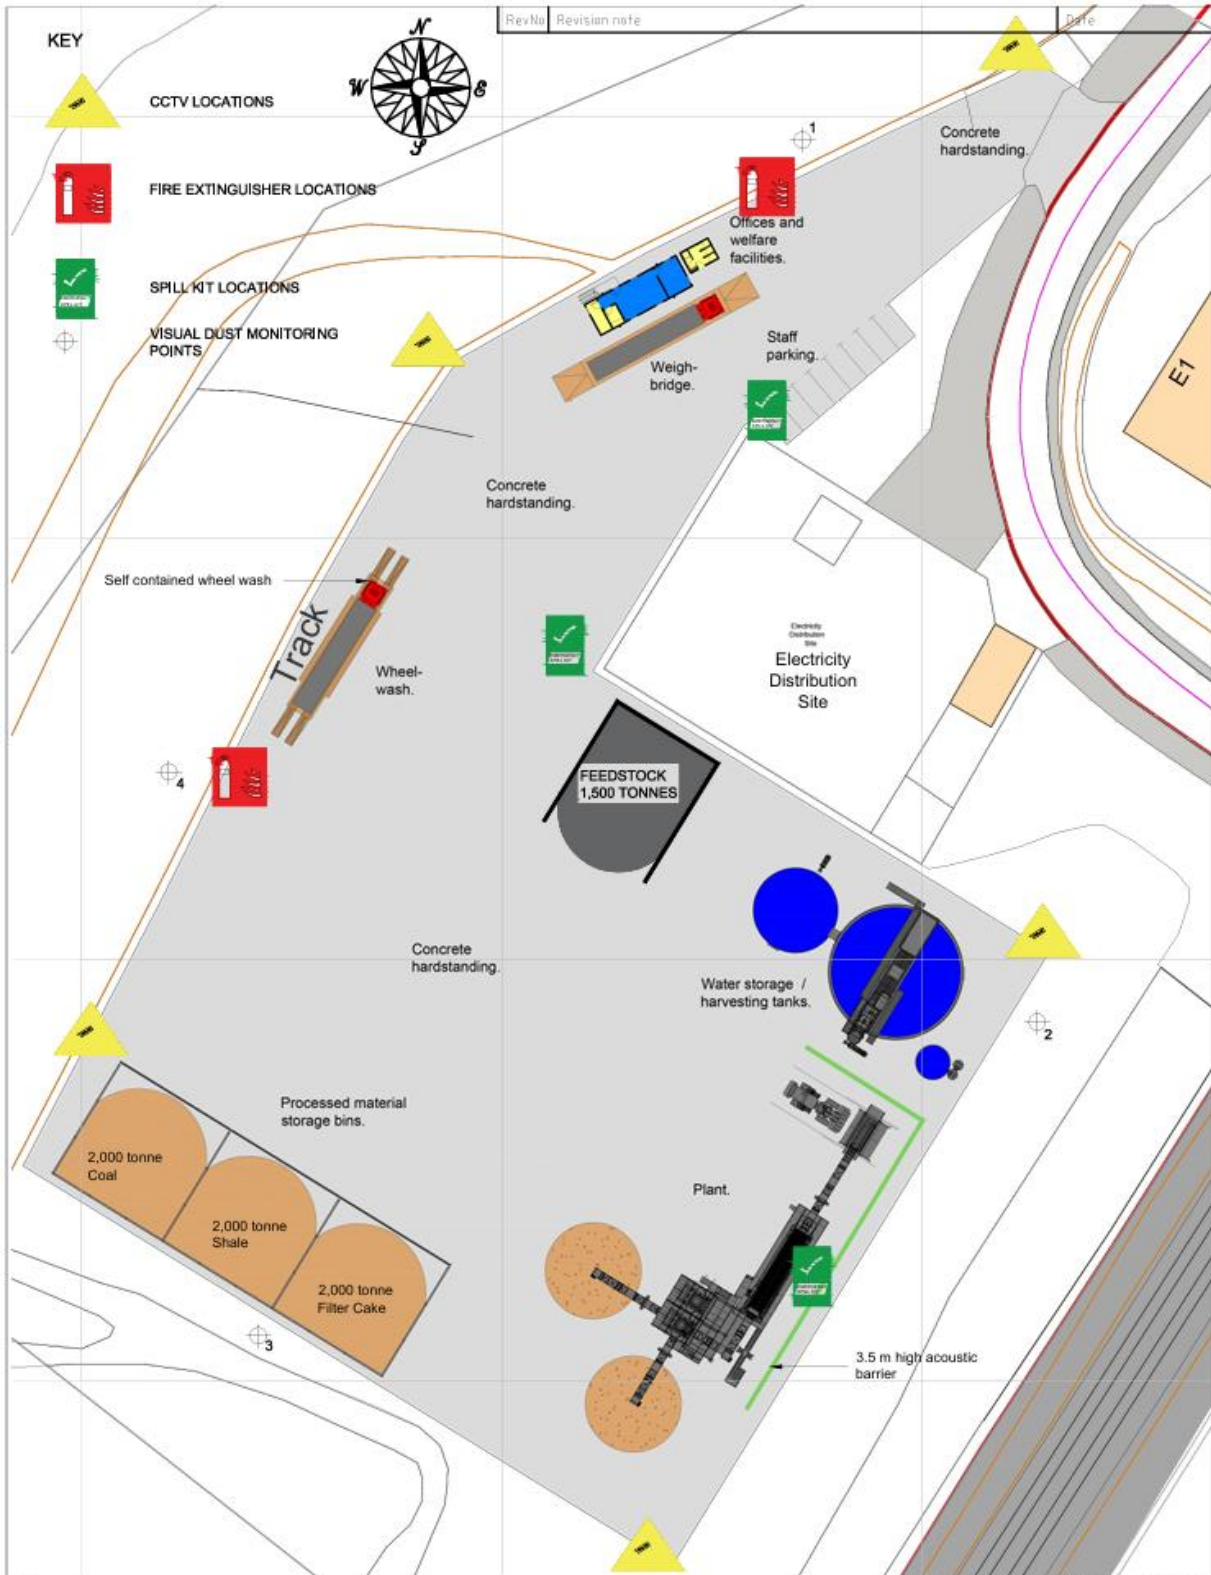 RevNo Revision note Date
KEY
N
W E
S
CCTV LOCATIONS
FIRE EXTINGUISHER LOCATIONS
SPILL KIT LOCATIONS
VISUAL DUST MONITORING
POINTS
1
Concrete
hardstanding.
Offices and
welfare
facilities.
Staff
parking.
Weigh-
bridge.
E1
Concrete
hardstanding.
Self contained wheel wash
Track
Wheel-
wash.
Electricity
Distribution
Site
Electricity
Distribution
Site
4
FEEDSTOCK
1,500 TONNES
Concrete
hardstanding.
Water storage /
harvesting tanks.
2
Processed material
storage bins.
2,000 tonne
Coal
2,000 tonne
Shale
2,000 tonne
Filter Cake
Plant.
3
3.5 m high acoustic
barrier